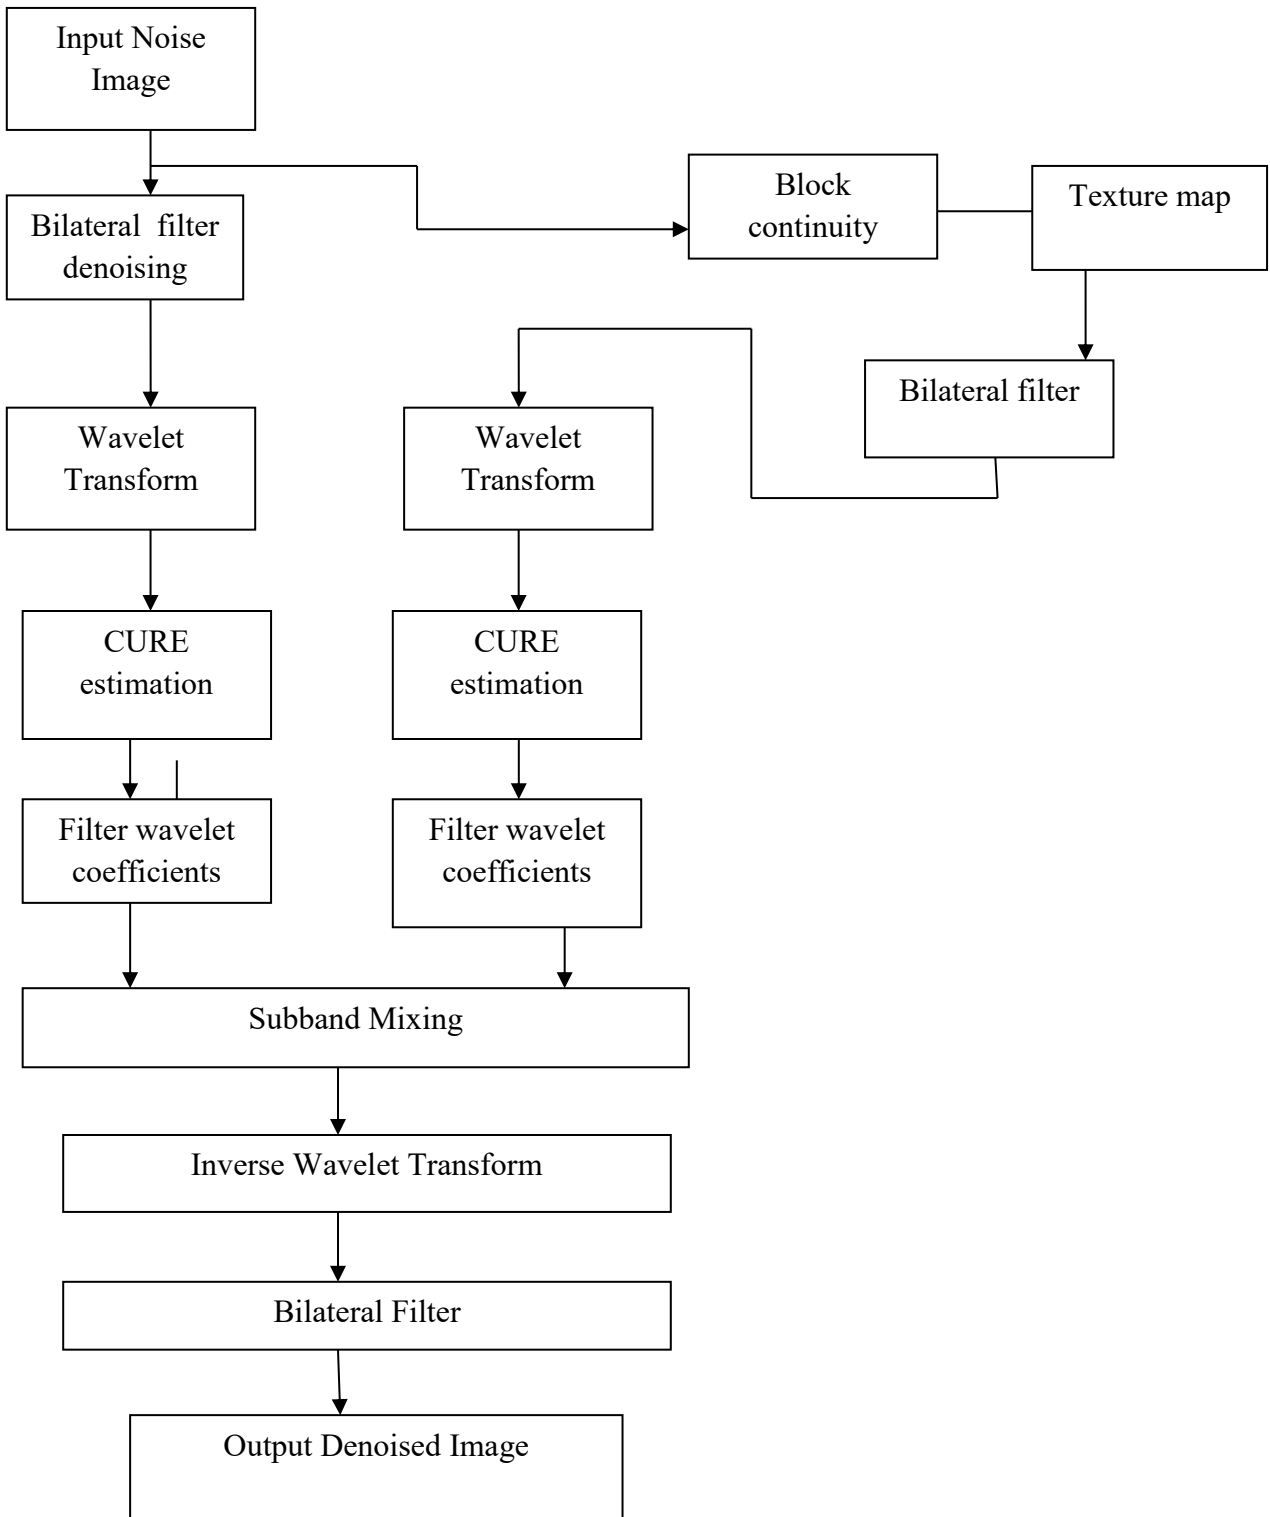 Input Noise
Image
Block
continuity
Texture map
Bilateral  filter
denoising
Bilateral filter
Wavelet
Transform
Wavelet
Transform
CURE
estimation
CURE
estimation
Filter wavelet
coefficients
Filter wavelet
coefficients
Subband Mixing
Inverse Wavelet Transform
Bilateral Filter
Output Denoised Image